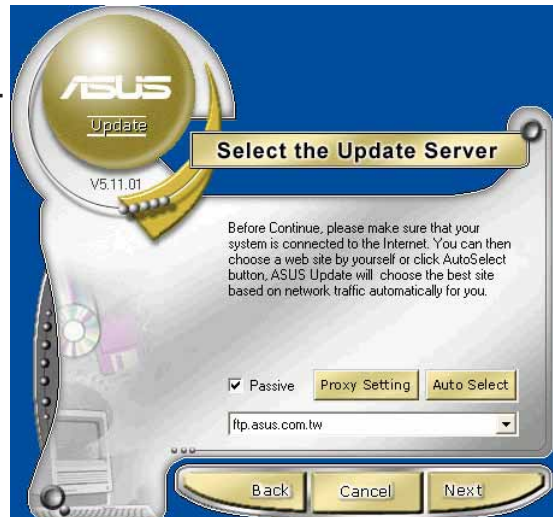 ASUS
Update
V5.11.01
Select the Update Server
Before Continue, please make sure that your
system is connected to the Internet. You can then
choose a web site by yourself or click AutoSelect
button, ASUS Update will choose the best site
based on network traffic automatically for you.
Passive
Proxy Setting
Auto Select
ftp.asus.com.tw
Back
Cancel
Next